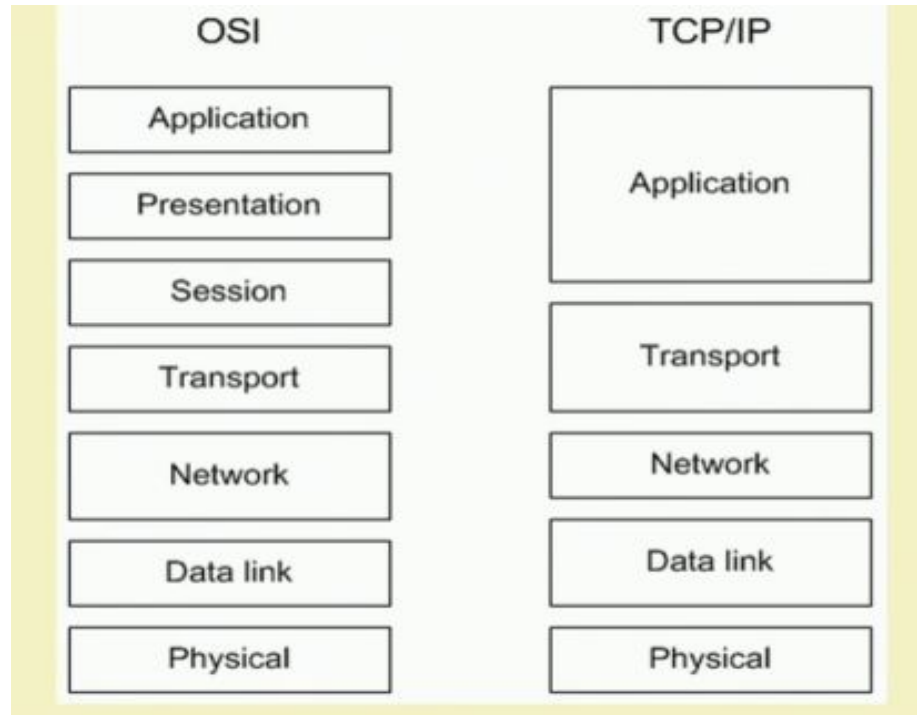 OSI
TCP/IP
Application
Presentation
Session
Transport
Network
Data link
Physical
Application
Transport
Network
Data link
Physical